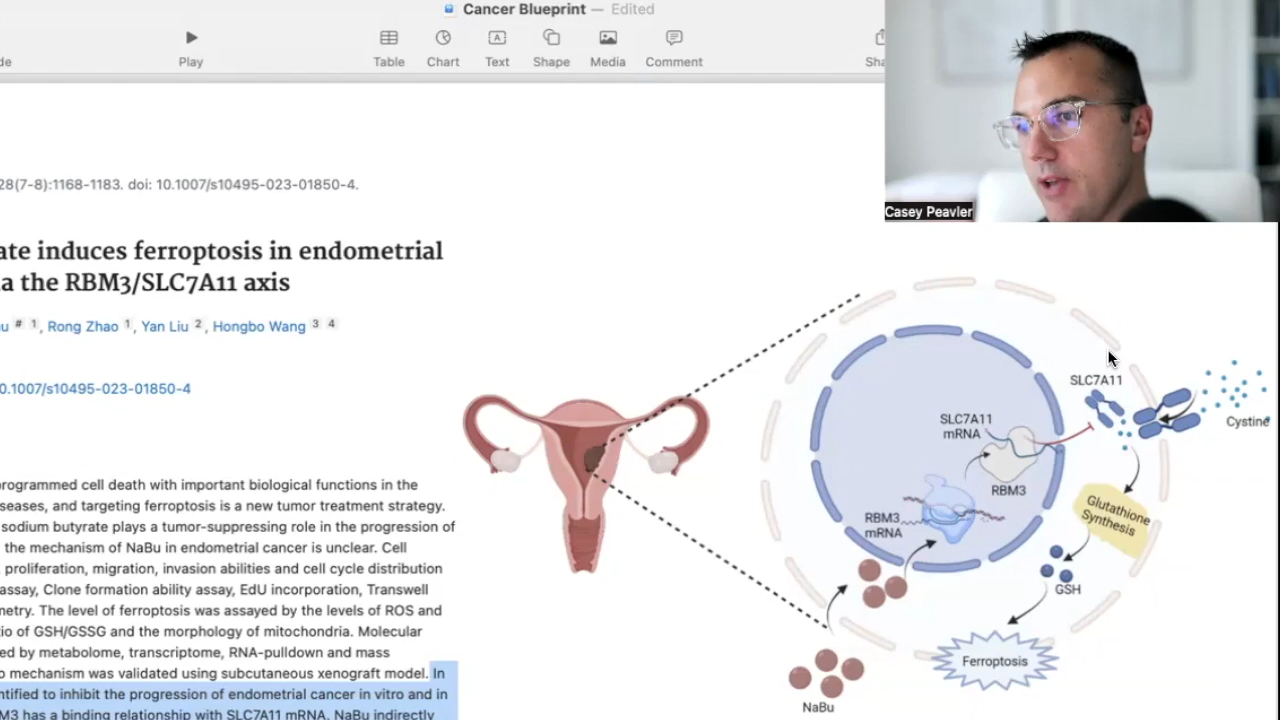 Cancer Blueprint — Edited
Play
Table
Chart
Text
Shape
Media
Comment
Casey Peavler
28(7-8):1168-1183. doi: 10.1007/s10495-023-01850-4.
induces ferroptosis in endometrial
the RBM3/SLC7A11 axis
# 1, Rong Zhao 1, Yan Liu 2, Hongbo Wang 3 4
0.1007/s10495-023-01850-4
programmed cell death with important biological functions in the
and targeting ferroptosis is a new tumor treatment strategy.
sodium butyrate plays a tumor-suppressing role in the progression of
the mechanism of NaBu in endometrial cancer is unclear. Cell
proliferation, migration, invasion abilities and cell cycle distribution
assay, Clone formation ability assay, EdU incorporation, Transwell
The level of ferroptosis was assayed by the levels of ROS and
of GSH/GSSG and the morphology of mitochondria. Molecular
by metabolome, transcriptome, RNA-pulldown and mass
mechanism was validated using subcutaneous xenograft model. In
to inhibit the progression of endometrial cancer in vitro and in
has a binding relationship with SLC7A11 mRNA. NaBu indirectly
SLC7A11
SLC7A11
mRNA
Cystine
RBM3
RBM3
mRNA
Glutathione
Synthesis
GSH
Ferroptosis
NaBu